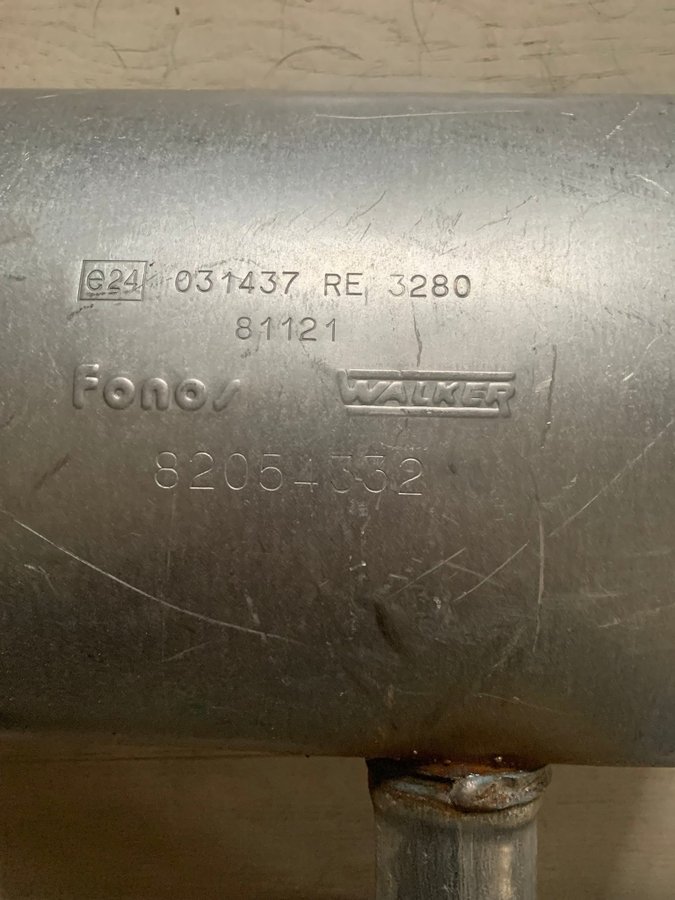 e24 031437 RE 3280
81121
Fonos WALKER
82054332